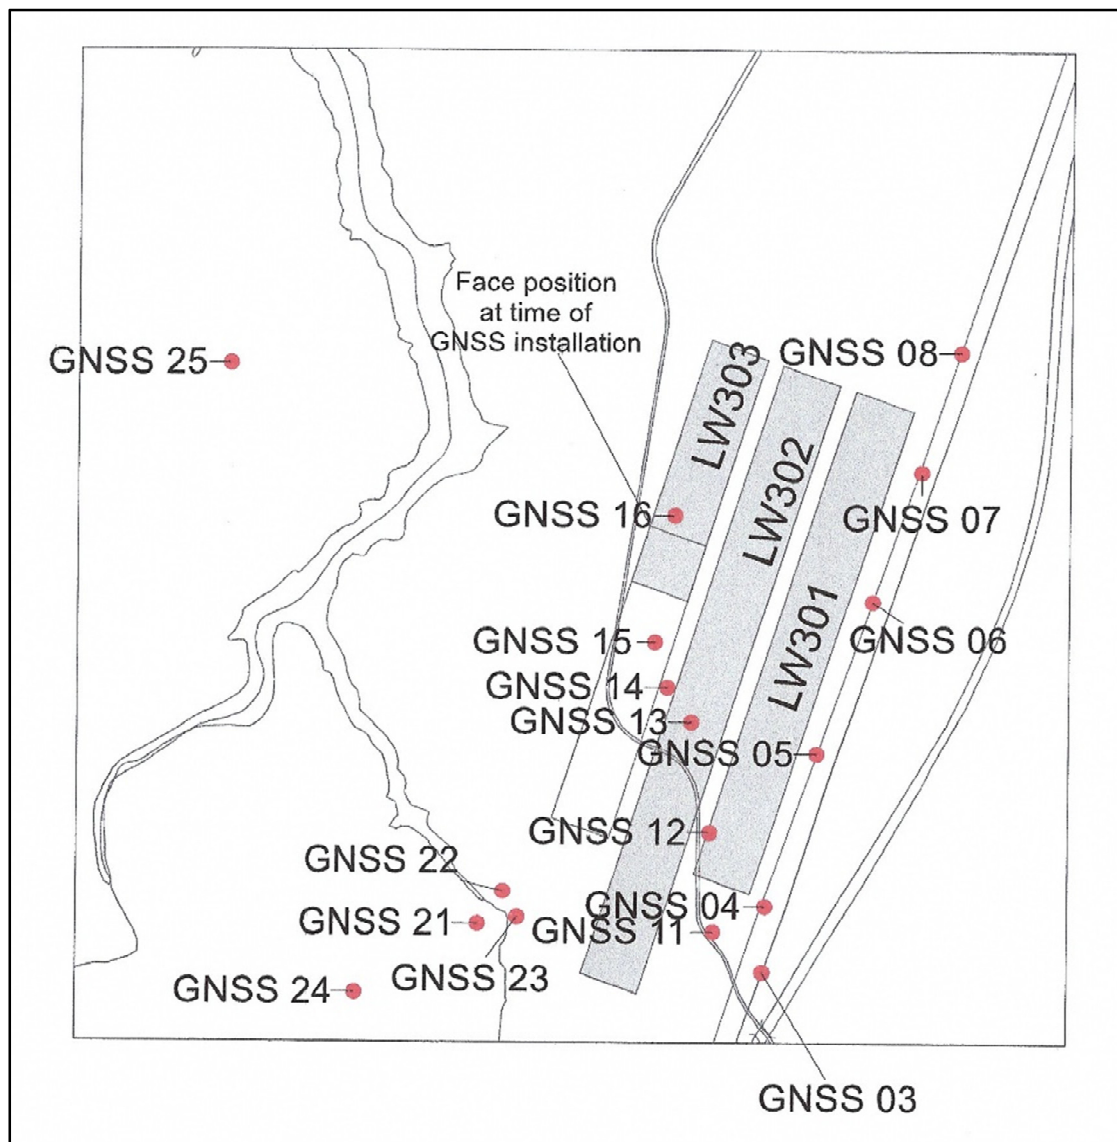 Face position
at time of
GNSS installation
GNSS 25
GNSS 08
LW303
LW302
GNSS 16
GNSS 07
LW301
GNSS 15
GNSS 06
GNSS 14
GNSS 13
GNSS 05
GNSS 12
GNSS 22
GNSS 04
GNSS 21
GNSS 11
GNSS 23
GNSS 24
GNSS 03